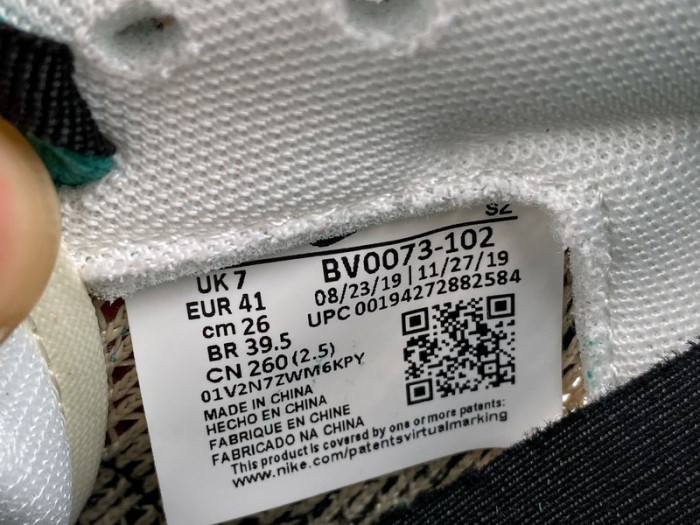 SZ
UK 7
EUR 41
cm 26
BR 39.5
CN 260 (2.5)
BV0073-102
08/23/19 | 11/27/19
UPC 00194272882584
01V2N7ZWM6KPY
MADE IN CHINA
HECHO EN CHINA
FABRIQUE EN CHINE
FABRICADO NA CHINA
This product is covered by one or more patents:
www.nike.com/patentsvirtualmarking